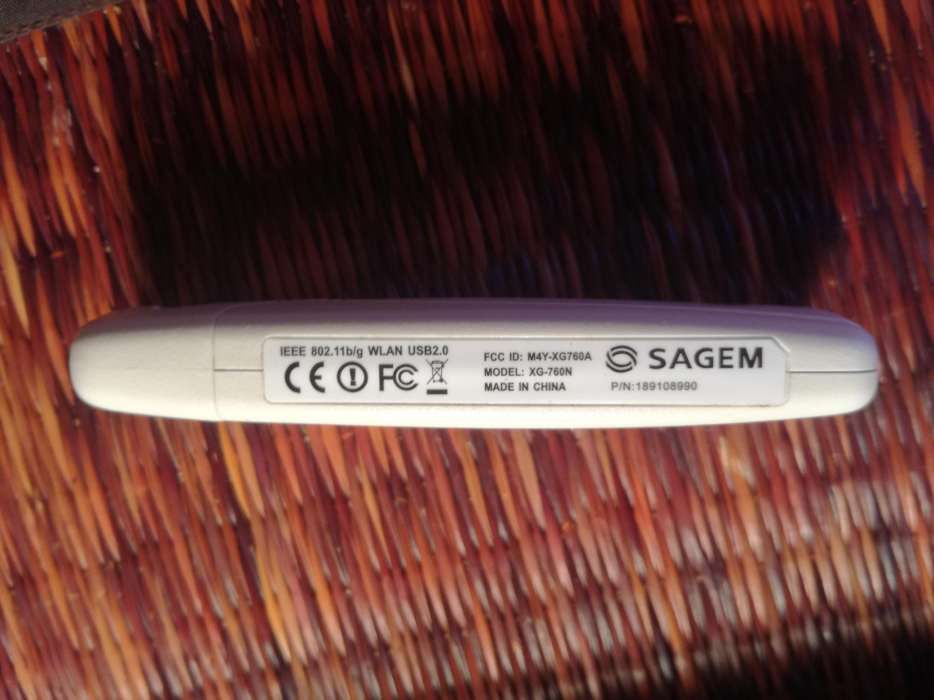 IEEE 802.11b/g WLAN USB2.0
CE FC
FCC ID: M4Y-XG760A
MODEL: XG-760N
MADE IN CHINA
SAGEM
P/N:189108990